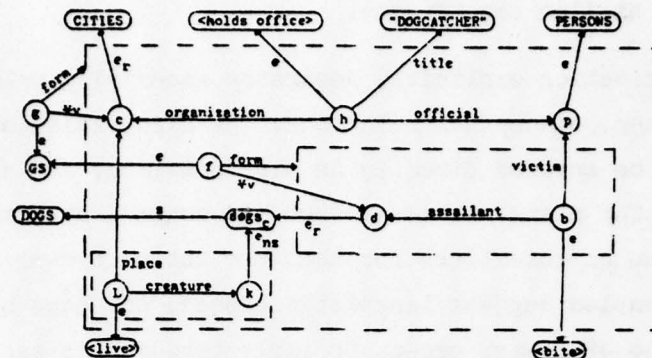 CITIES <holds office> "DOGCATCHER" PERSONS
form e_r e title e
g ∀v c organization h official p
e
GS e f form victim
∀v
DOGS dogs_c e_r d assailant b
e_ns e
place
L creature k
e
<live> <bite>